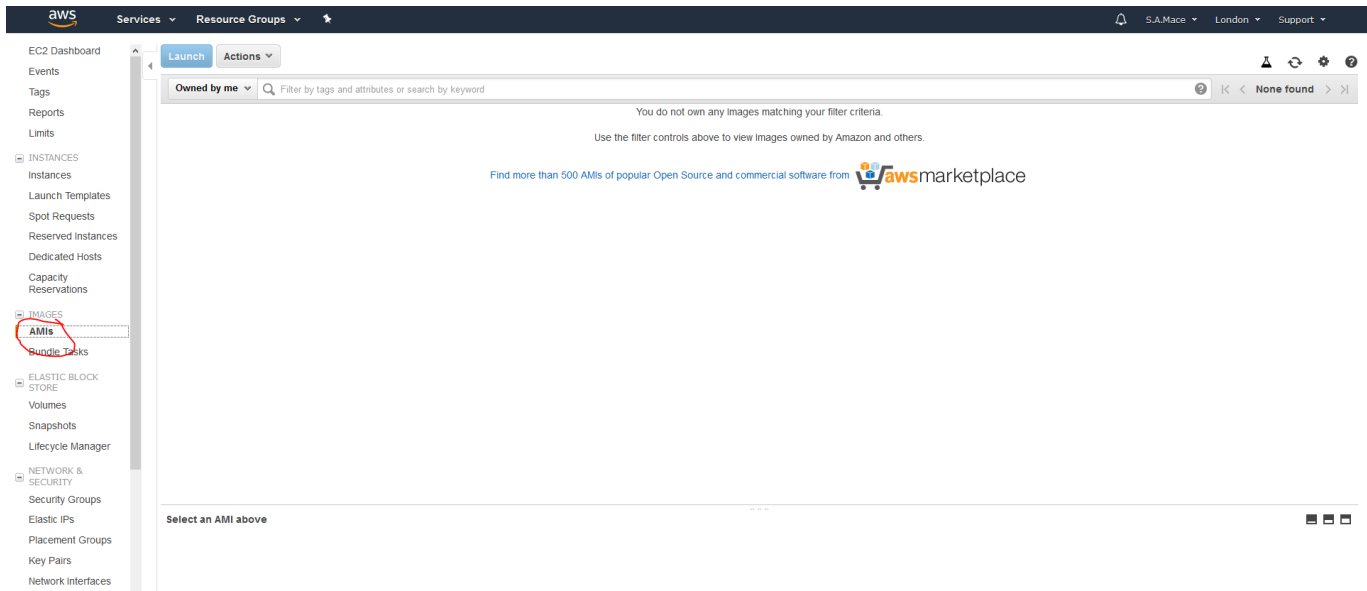 aws Services Resource Groups S.A.Mace London Support
EC2 Dashboard
Events
Tags
Reports
Limits
INSTANCES
Instances
Launch Templates
Spot Requests
Reserved Instances
Dedicated Hosts
Capacity
Reservations
IMAGES
AMIs
Bundle Tasks
ELASTIC BLOCK
STORE
Volumes
Snapshots
Lifecycle Manager
NETWORK &
SECURITY
Security Groups
Elastic IPs
Placement Groups
Key Pairs
Network Interfaces
Launch Actions
Owned by me Filter by tags and attributes or search by keyword None found
You do not own any Images matching your filter criteria.
Use the filter controls above to view Images owned by Amazon and others.
Find more than 500 AMIs of popular Open Source and commercial software from awsmarketplace
Select an AMI above